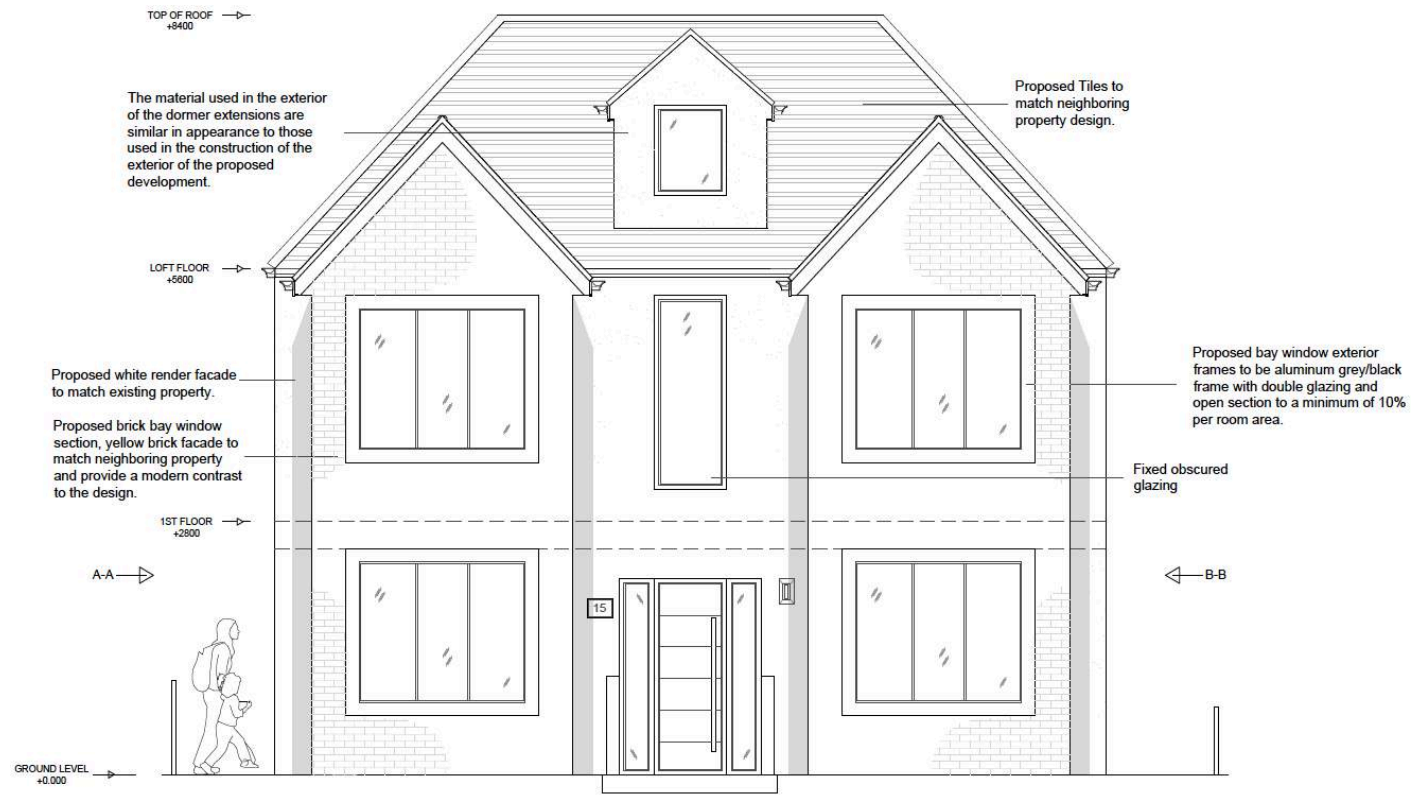 TOP OF ROOF
+8400
The material used in the exterior
of the dormer extensions are
similar in appearance to those
used in the construction of the
exterior of the proposed
development.
Proposed Tiles to
match neighboring
property design.
LOFT FLOOR
+5600
Proposed white render facade
to match existing property.
Proposed brick bay window
section, yellow brick facade to
match neighboring property
and provide a modern contrast
to the design.
Proposed bay window exterior
frames to be aluminum grey/black
frame with double glazing and
open section to a minimum of 10%
per room area.
Fixed obscured
glazing
1ST FLOOR
+2800
A-A
B-B
15
GROUND LEVEL
+0.000